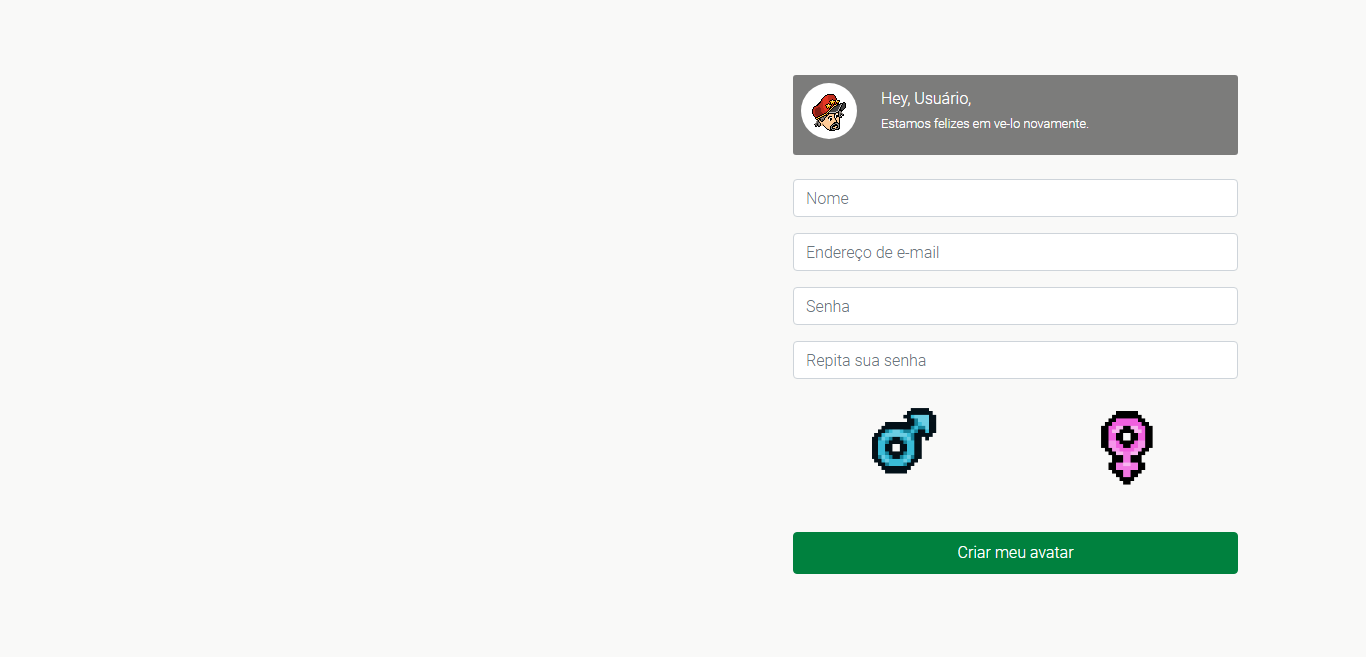 Hey, Usuário,
Estamos felizes em ve-lo novamente.
Nome
Endereço de e-mail
Senha
Repita sua senha
Criar meu avatar